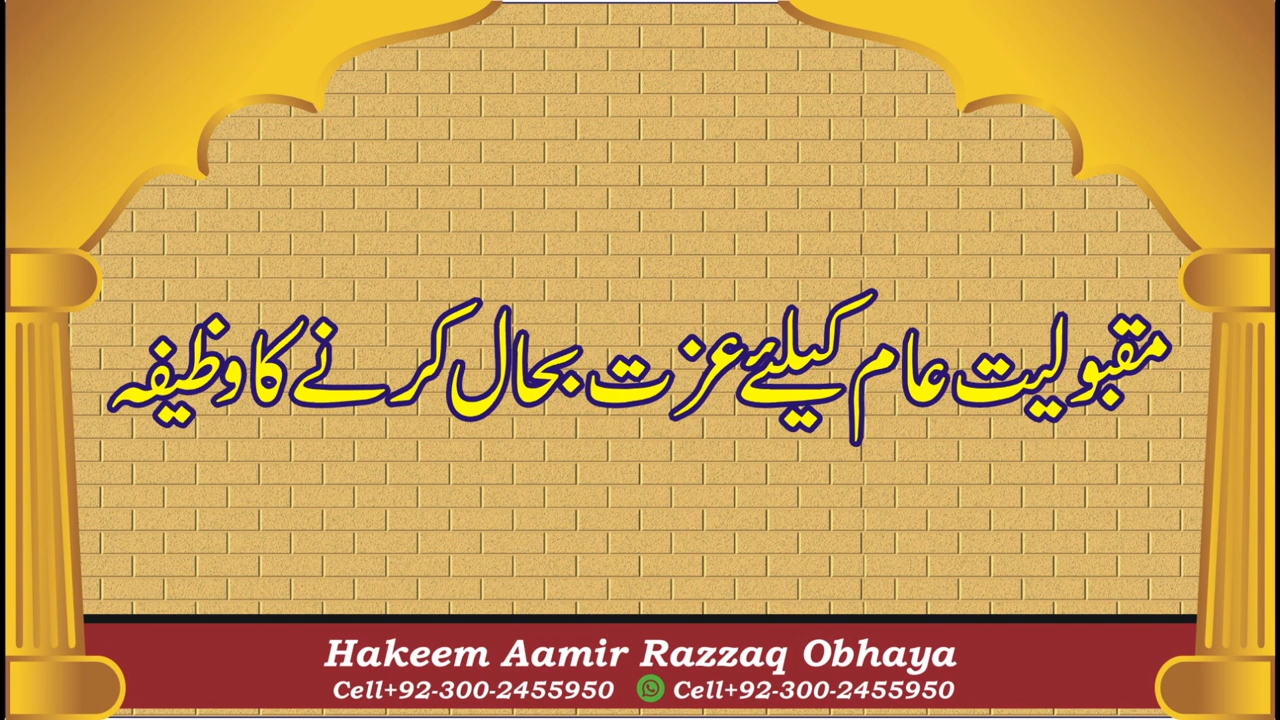 مقبولیت عام کیلئے عزت بحال کرنے کا وظیفہ
Hakeem Aamir Razzaq Obhaya
Cell+92-300-2455950 Cell+92-300-2455950